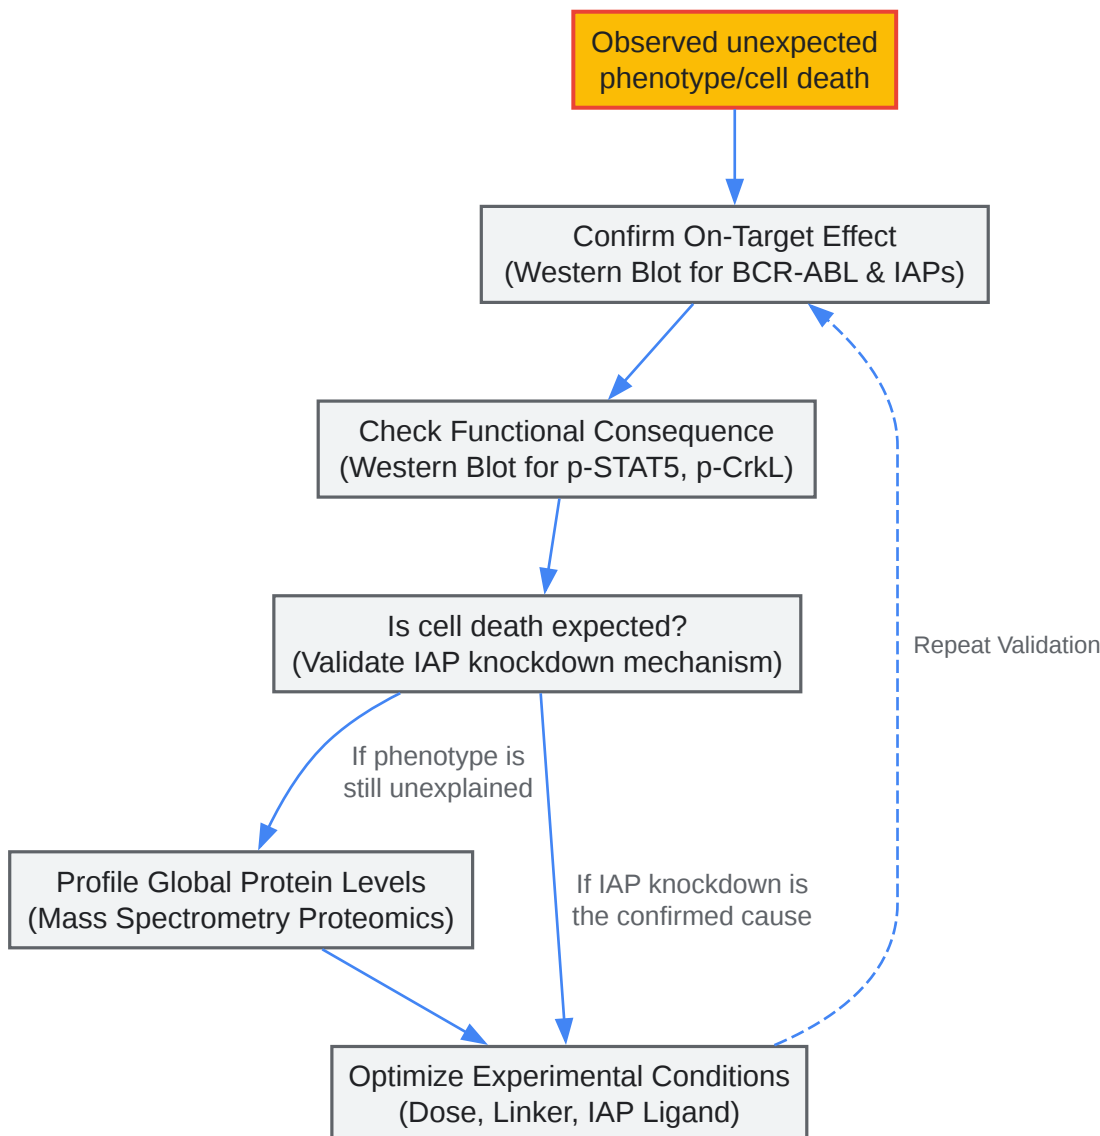 Observed unexpected
phenotype/cell death
Confirm On-Target Effect
(Western Blot for BCR-ABL & IAPs)
Check Functional Consequence
(Western Blot for p-STAT5, p-CrkL)
Is cell death expected?
(Validate IAP knockdown mechanism)
Repeat Validation
If phenotype is
still unexplained
Profile Global Protein Levels
(Mass Spectrometry Proteomics)
If IAP knockdown is
the confirmed cause
Optimize Experimental Conditions
(Dose, Linker, IAP Ligand)